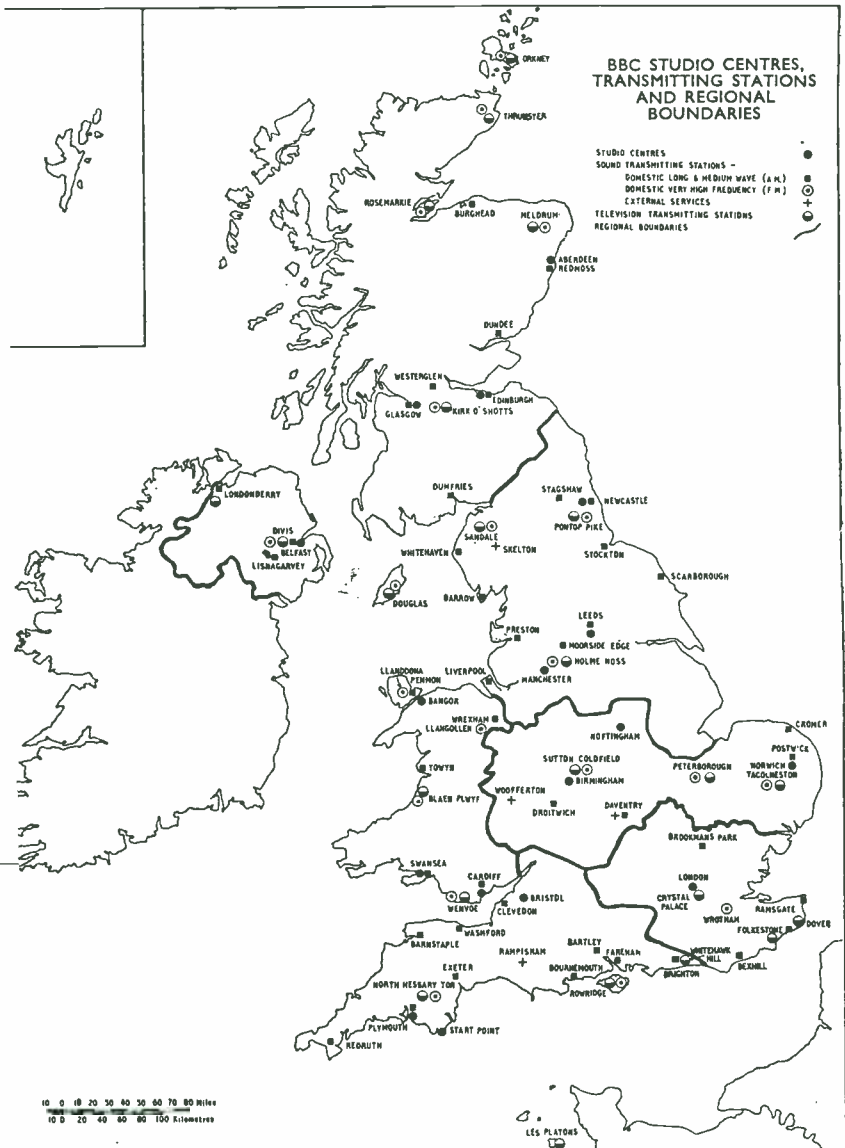 BBC STUDIO CENTRES,
TRANSMITTING STATIONS
AND REGIONAL
BOUNDARIES
STUDIO CENTRES
SOUND TRANSMITTING STATIONS –
DOMESTIC LONG & MEDIUM WAVE (A M.)
DOMESTIC VERY HIGH FREQUENCY (F M.)
EXTERNAL SERVICES
TELEVISION TRANSMITTING STATIONS
REGIONAL BOUNDARIES
ORKNEY
THRUMSTER
ROSEMARKIE
BURGHEAD
MELDRUM
ABERDEEN
REDMOSS
DUNDEE
WESTERGLEN
EDINBURGH
GLASGOW
KIRK O' SHOTTS
DUMFRIES
LONDONDERRY
DIVIS
BELFAST
LISNAGARVEY
STAGSHAW
NEWCASTLE
PONTOP PIKE
SANDALE
SKELTON
WHITEHAVEN
STOCKTON
SCARBOROUGH
DOUGLAS
BARROW
LEEDS
PRESTON
MOORSIDE EDGE
HOLME MOSS
MANCHESTER
LIVERPOOL
LLANDDONA
PENMON
BANGOR
WREXHAM
LLANGOLLEN
NOTTINGHAM
CROMER
POSTWICK
NORWICH
TACOLNESTON
PETERBOROUGH
SUTTON COLDFIELD
BIRMINGHAM
TOWYN
BLAEN PLWYF
WOOFFERTON
DROITWICH
DAVENTRY
BROOKMANS PARK
SWANSEA
CARDIFF
WENVOE
BRISTOL
CLEVEDON
LONDON
CRYSTAL
PALACE
WROTHAM
RAMSGATE
DOVER
FOLKESTONE
WASHFORD
BARNSTAPLE
RAMPISHAM
BARTLEY
FAREHAM
WHITEHAWK
HILL
BRIGHTON
BEXHILL
EXETER
BOURNEMOUTH
ROWRIDGE
NORTH HESSARY TOR
PLYMOUTH
START POINT
REDRUTH
LES PLATONS
10 0 10 20 30 40 50 60 70 80 Miles
10 0 20 40 60 80 100 Kilometres